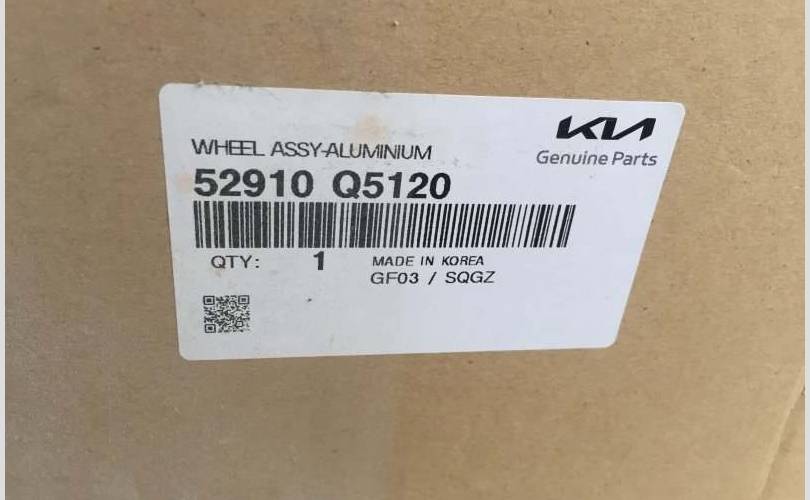 KIA
Genuine Parts
WHEEL ASSY-ALUMINIUM
52910 Q5120
QTY: 1 MADE IN KOREA
GF03 / SQGZ